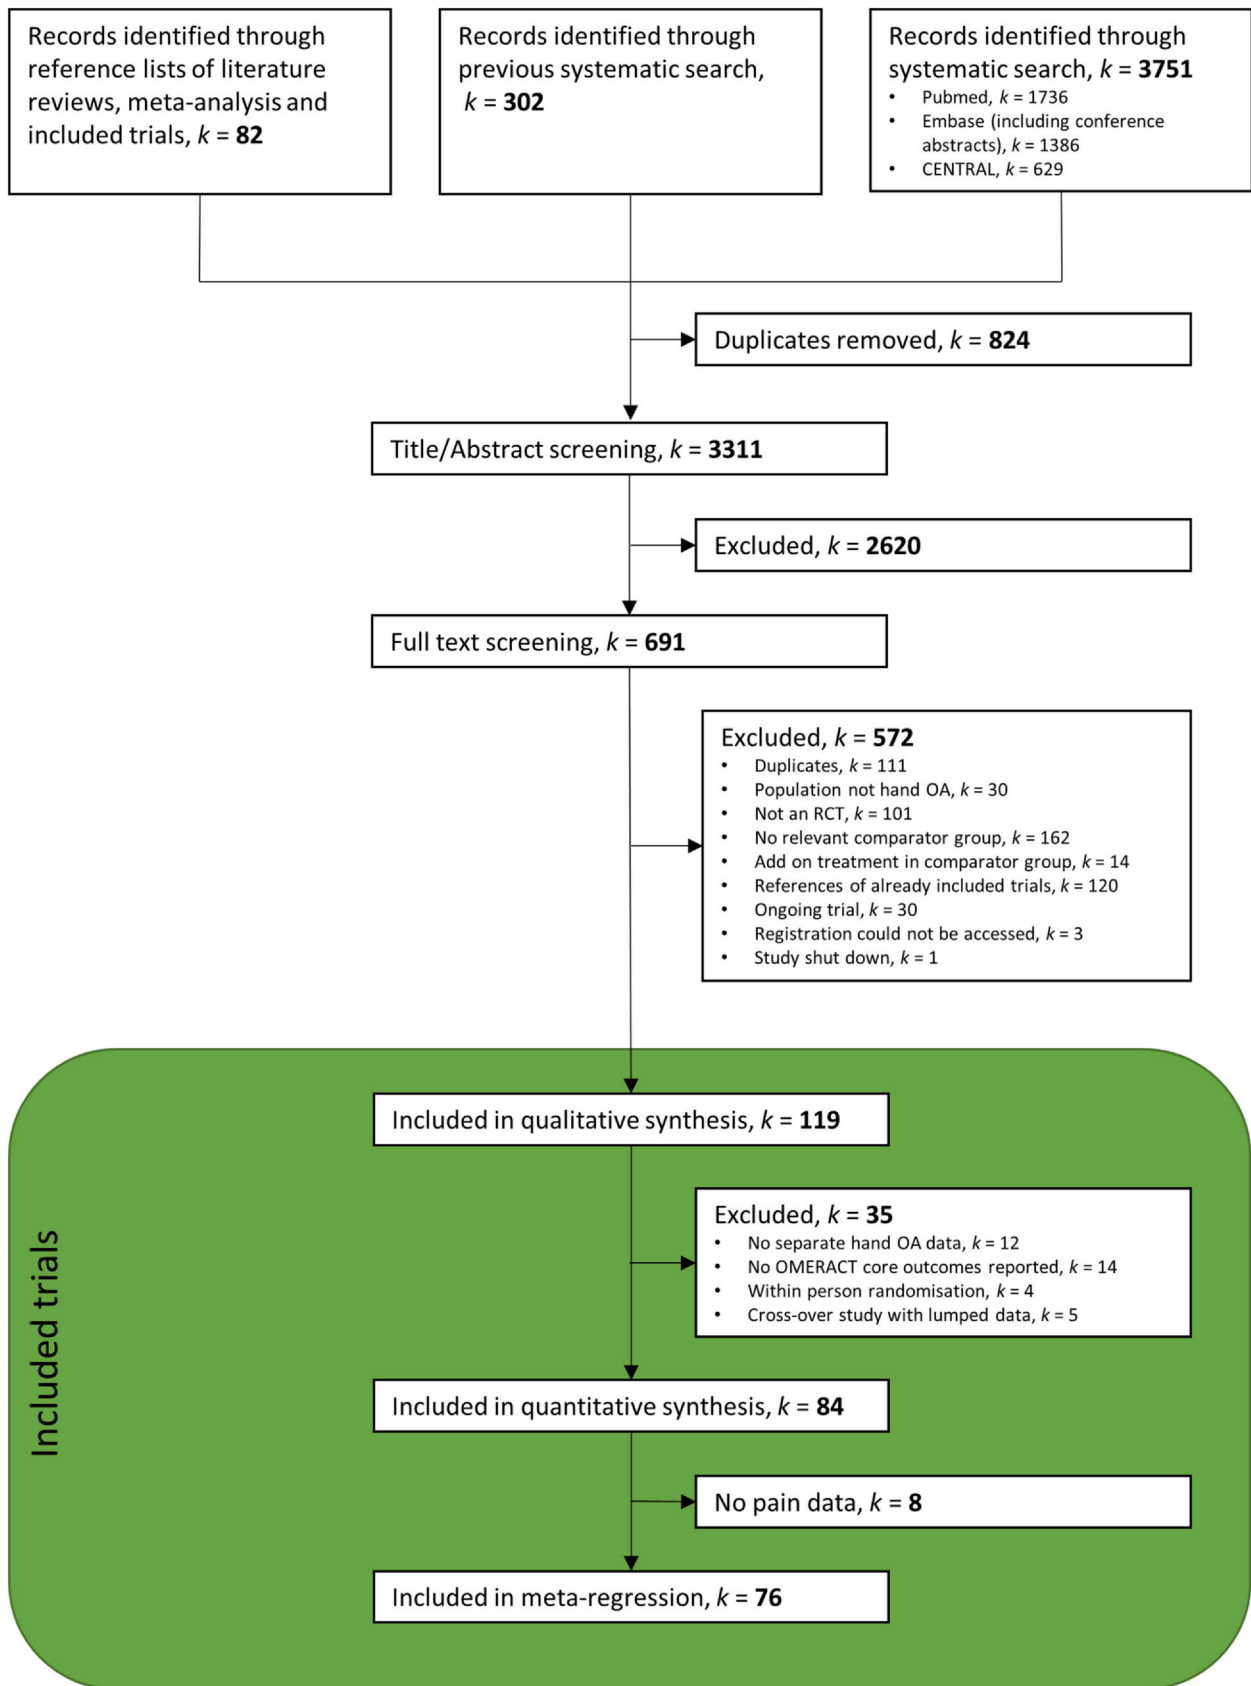 Records identified through
reference lists of literature
reviews, meta-analysis and
included trials, k = 82
Records identified through
previous systematic search,
k = 302
Records identified through
systematic search, k = 3751
• Pubmed, k = 1736
• Embase (including conference
abstracts), k = 1386
• CENTRAL, k = 629
Duplicates removed, k = 824
Title/Abstract screening, k = 3311
Excluded, k = 2620
Full text screening, k = 691
Excluded, k = 572
• Duplicates, k = 111
• Population not hand OA, k = 30
• Not an RCT, k = 101
• No relevant comparator group, k = 162
• Add on treatment in comparator group, k = 14
• References of already included trials, k = 120
• Ongoing trial, k = 30
• Registration could not be accessed, k = 3
• Study shut down, k = 1
Included trials
Included in qualitative synthesis, k = 119
Excluded, k = 35
• No separate hand OA data, k = 12
• No OMERACT core outcomes reported, k = 14
• Within person randomisation, k = 4
• Cross-over study with lumped data, k = 5
Included in quantitative synthesis, k = 84
No pain data, k = 8
Included in meta-regression, k = 76